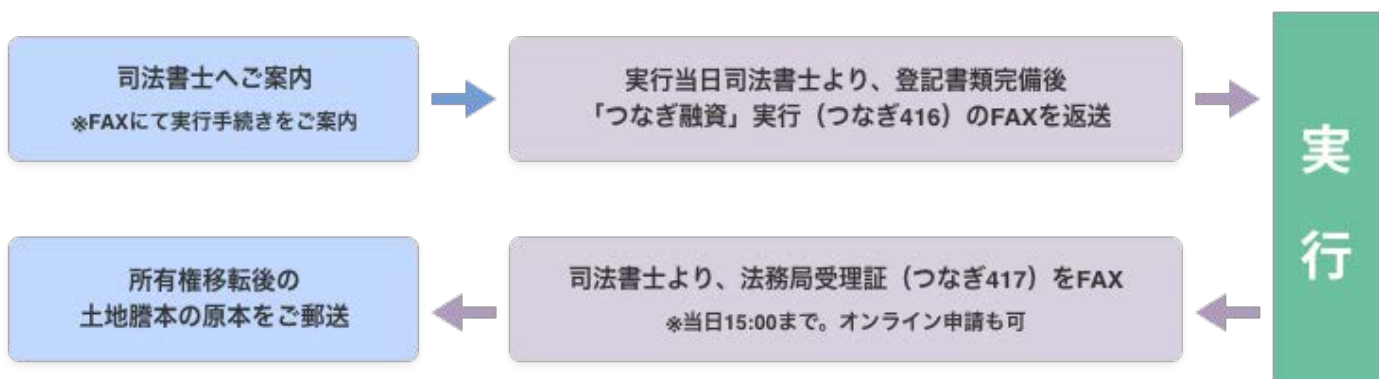 司法書士へご案内
※FAXにて実行手続きをご案内
実行当日司法書士より、登記書類完備後
「つなぎ融資」実行（つなぎ416）のFAXを返送
実行
司法書士より、法務局受理証（つなぎ417）をFAX
※当日15:00まで。オンライン申請も可
所有権移転後の
土地謄本の原本をご郵送